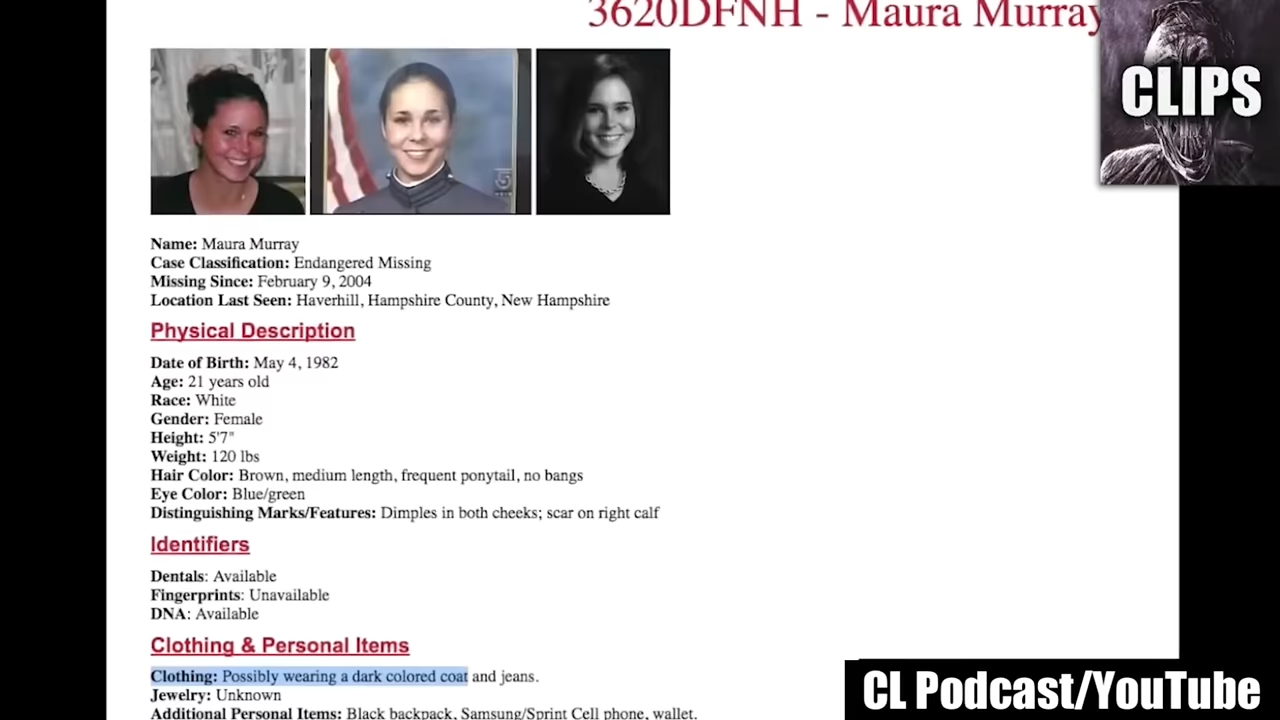 3620DFNH - Maura Murray
CLIPS
Name: Maura Murray
Case Classification: Endangered Missing
Missing Since: February 9, 2004
Location Last Seen: Haverhill, Hampshire County, New Hampshire
Physical Description
Date of Birth: May 4, 1982
Age: 21 years old
Race: White
Gender: Female
Height: 5'7"
Weight: 120 lbs
Hair Color: Brown, medium length, frequent ponytail, no bangs
Eye Color: Blue/green
Distinguishing Marks/Features: Dimples in both cheeks; scar on right calf
Identifiers
Dentals: Available
Fingerprints: Unavailable
DNA: Available
Clothing & Personal Items
Clothing: Possibly wearing a dark colored coat and jeans.
Jewelry: Unknown
Additional Personal Items: Black backpack, Samsung/Sprint Cell phone, wallet.
CL Podcast/YouTube